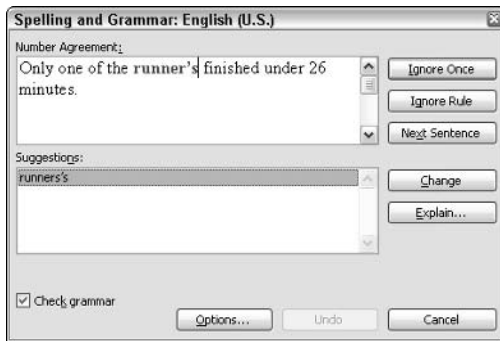 Spelling and Grammar: English (U.S.)
Number Agreement:
Only one of the runner's finished under 26
minutes.
Ignore Once
Ignore Rule
Next Sentence
Suggestions:
runners's
Change
Explain...
Check grammar
Options...
Undo
Cancel